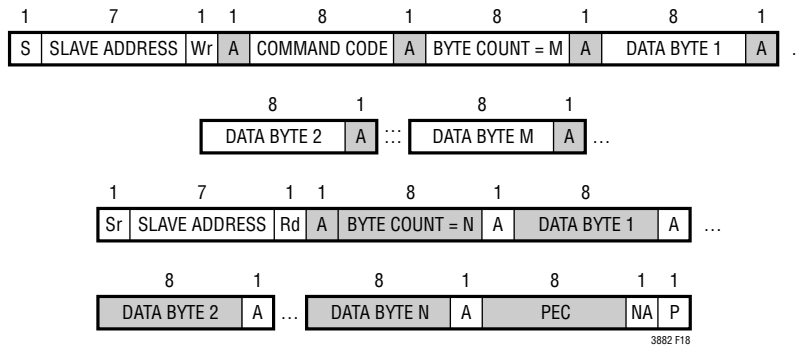 1 7 1 1 8 1 8 1 8 1
S SLAVE ADDRESS Wr A COMMAND CODE A BYTE COUNT = M A DATA BYTE 1 A .
8 1 8 1
DATA BYTE 2 A ... DATA BYTE M A …
1 7 1 1 8 1 8 1
Sr SLAVE ADDRESS Rd A BYTE COUNT = N A DATA BYTE 1 A …
8 1 8 1 8 1 1
DATA BYTE 2 A … DATA BYTE N A PEC NA P
3882 F18